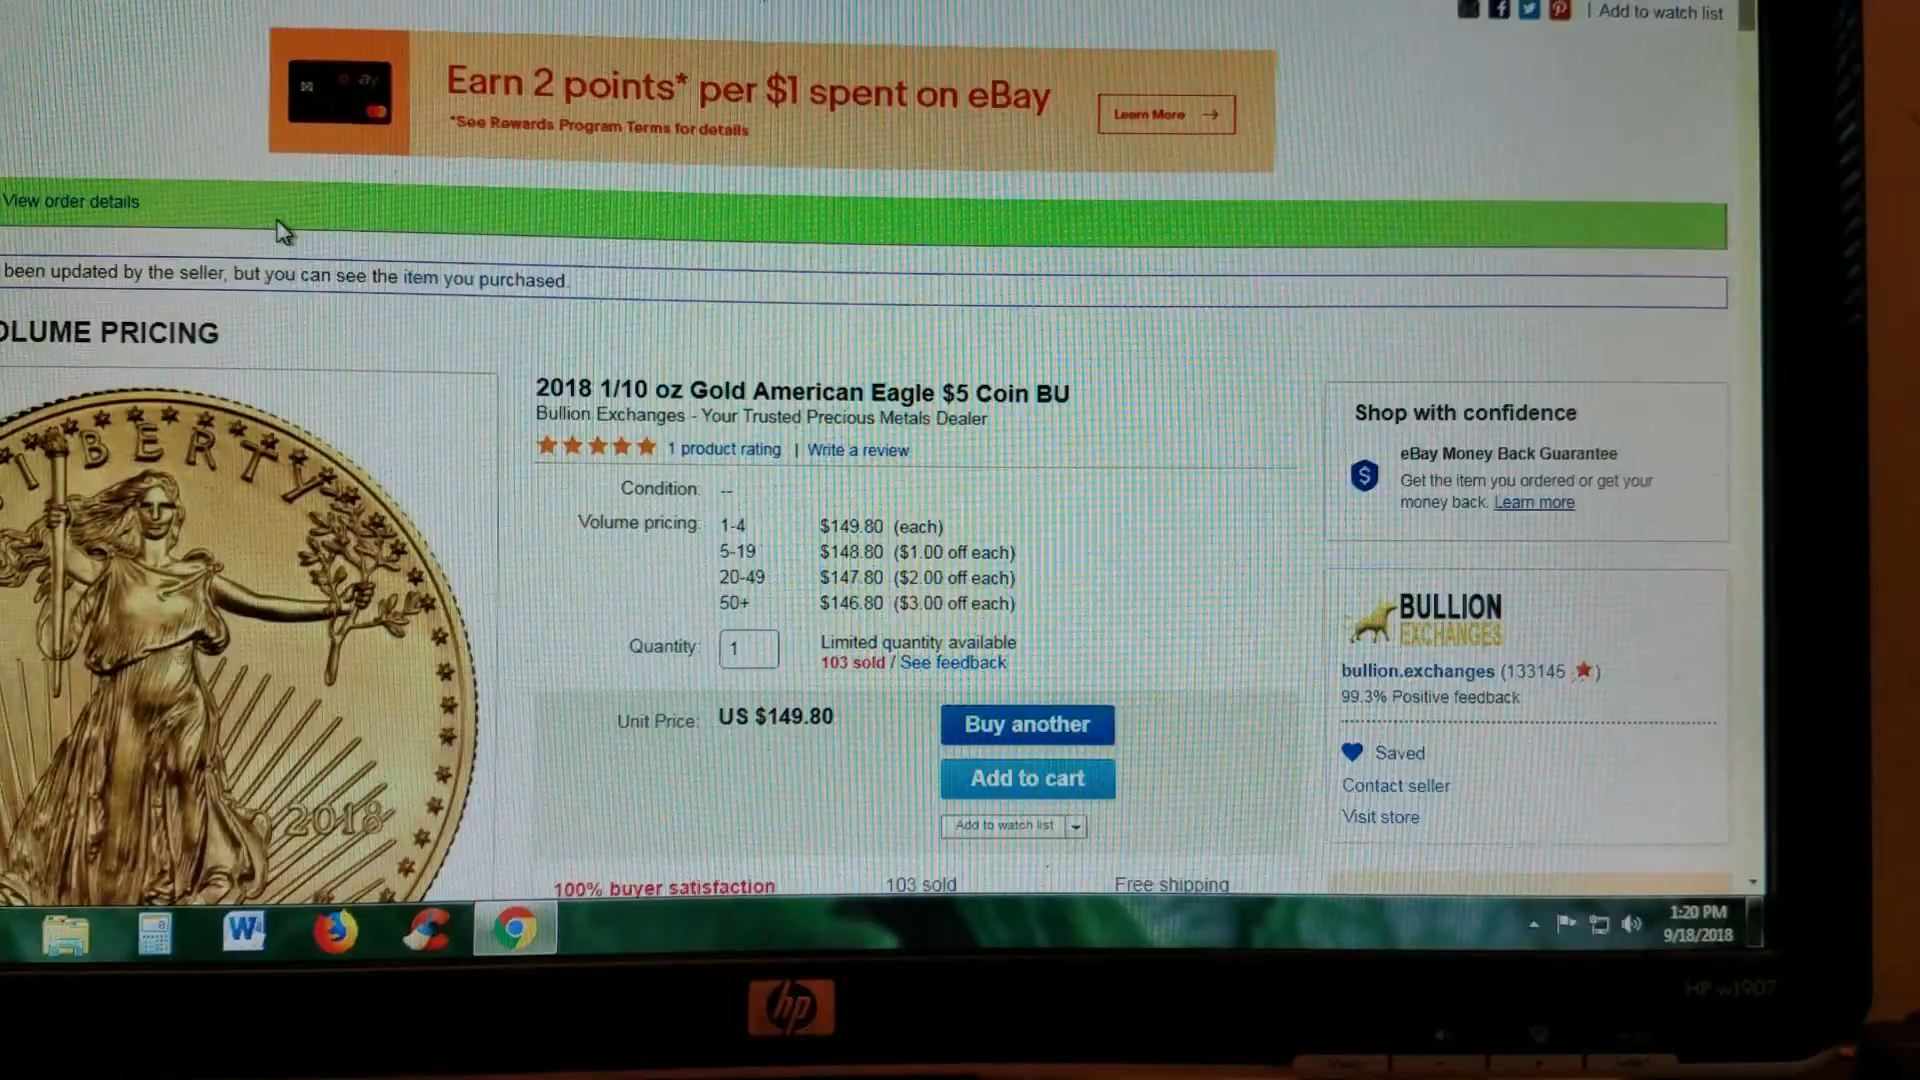 | Add to watch list
Earn 2 points* per $1 spent on eBay
*See Rewards Program Terms for details
Learn More
View order details
been updated by the seller, but you can see the item you purchased.
OLUME PRICING
2018 1/10 oz Gold American Eagle $5 Coin BU
Bullion Exchanges - Your Trusted Precious Metals Dealer
1 product rating | Write a review
Condition: --
Volume pricing: 1-4 $149.80 (each)
5-19 $148.80 ($1.00 off each)
20-49 $147.80 ($2.00 off each)
50+ $146.80 ($3.00 off each)
Quantity: 1 Limited quantity available
103 sold / See feedback
Unit Price: US $149.80
Buy another
Add to cart
Add to watch list
100% buyer satisfaction 103 sold Free shipping
LIBERTY
2018
Shop with confidence
eBay Money Back Guarantee
Get the item you ordered or get your
money back. Learn more
BULLION
EXCHANGES
bullion.exchanges (133145 )
99.3% Positive feedback
Saved
Contact seller
Visit store
1:20 PM
9/18/2018
hp
HP w1907